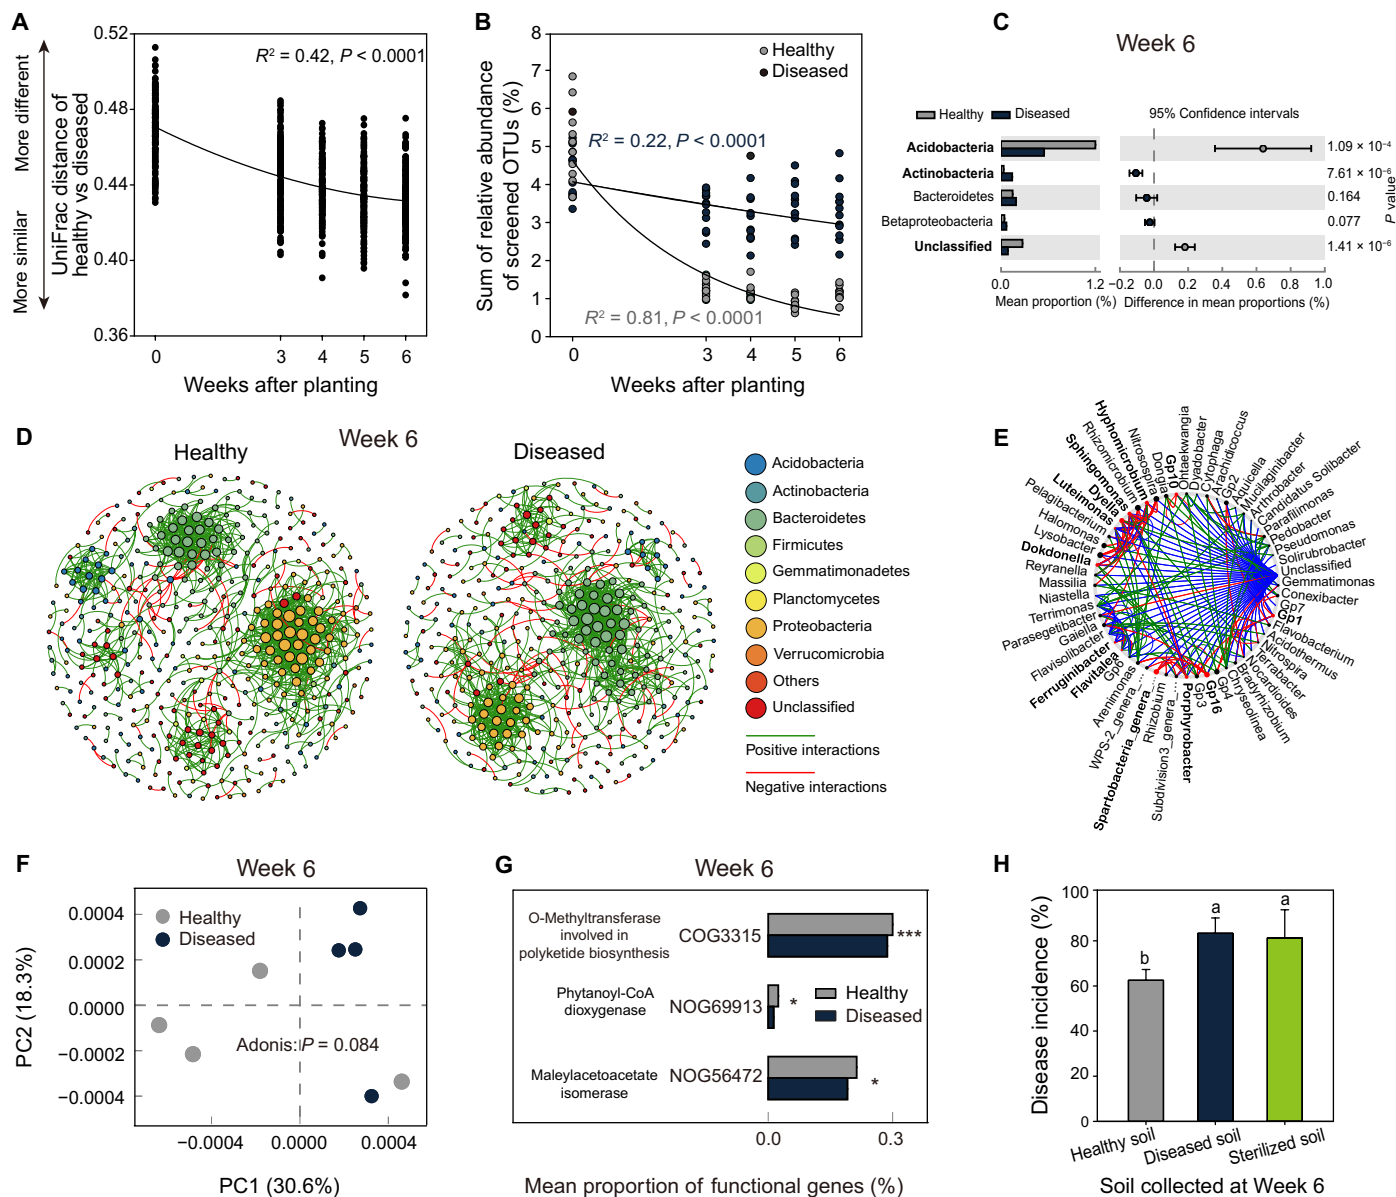 A
More different
More similar
UniFrac distance of
healthy vs diseased
0.52
0.48
0.44
0.40
0.36
R² = 0.42, P < 0.0001
0
3
4
5
6
Weeks after planting
B
Sum of relative abundance
of screened OTUs (%)
8
7
6
5
4
3
2
1
0
Healthy
Diseased
R² = 0.22, P < 0.0001
R² = 0.81, P < 0.0001
0
3
4
5
6
Weeks after planting
C
Week 6
Healthy
Diseased
95% Confidence intervals
Acidobacteria
Actinobacteria
Bacteroidetes
Betaproteobacteria
Unclassified
1.09 × 10⁻⁴
7.61 × 10⁻⁶
0.164
0.077
1.41 × 10⁻⁶
P value
0.0
1.2
Mean proportion (%)
−0.2
0.0
0.2
0.4
0.6
0.8
1.0
Difference in mean proportions (%)
D
Week 6
Healthy
Diseased
Acidobacteria
Actinobacteria
Bacteroidetes
Firmicutes
Gemmatimonadetes
Planctomycetes
Proteobacteria
Verrucomicrobia
Others
Unclassified
Positive interactions
Negative interactions
E
Gp10
Ohtaekwangia
Dyadobacter
Cytophaga
Arachidicoccus
Gp2
Aquicella
Mucilaginibacter
Arthrobacter
Candidatus Solibacter
Parafilimonas
Pedobacter
Pseudomonas
Solirubrobacter
Unclassified
Gemmatimonas
Conexibacter
Gp7
Gp1
Flavobacterium
Acidothermus
Nitrospira
Terrabacter
Nocardioides
Bradyrhizobium
Chryseolinea
Gp4
Gp16
Gp3
Porphyrobacter
Subdivision3_genera
Rhizobium
Spartobacteria_genera
WPS-2_genera
Arenimonas
Gp6
Flavitalea
Ferruginibacter
Flavisolibacter
Gaiella
Parasegetibacter
Terrimonas
Niastella
Massilia
Reyranella
Dokdonella
Lysobacter
Halomonas
Pelagibacterium
Luteimonas
Dyella
Sphingomonas
Rhizomicrobium
Hyphomicrobium
Nitrosospira
Dongia
F
Week 6
Healthy
Diseased
Adonis: P = 0.084
PC2 (18.3%)
0.0004
0.0002
0.0000
−0.0002
−0.0004
−0.0004
0.0000
0.0004
PC1 (30.6%)
G
Week 6
O-Methyltransferase
involved in
polyketide biosynthesis
COG3315
***
Phytanoyl-CoA
dioxygenase
NOG69913
*
Healthy
Diseased
Maleylacetoacetate
isomerase
NOG56472
*
0.0
0.3
Mean proportion of functional genes (%)
H
Disease incidence (%)
100
80
60
40
20
0
b
a
a
Healthy soil
Diseased soil
Sterilized soil
Soil collected at Week 6